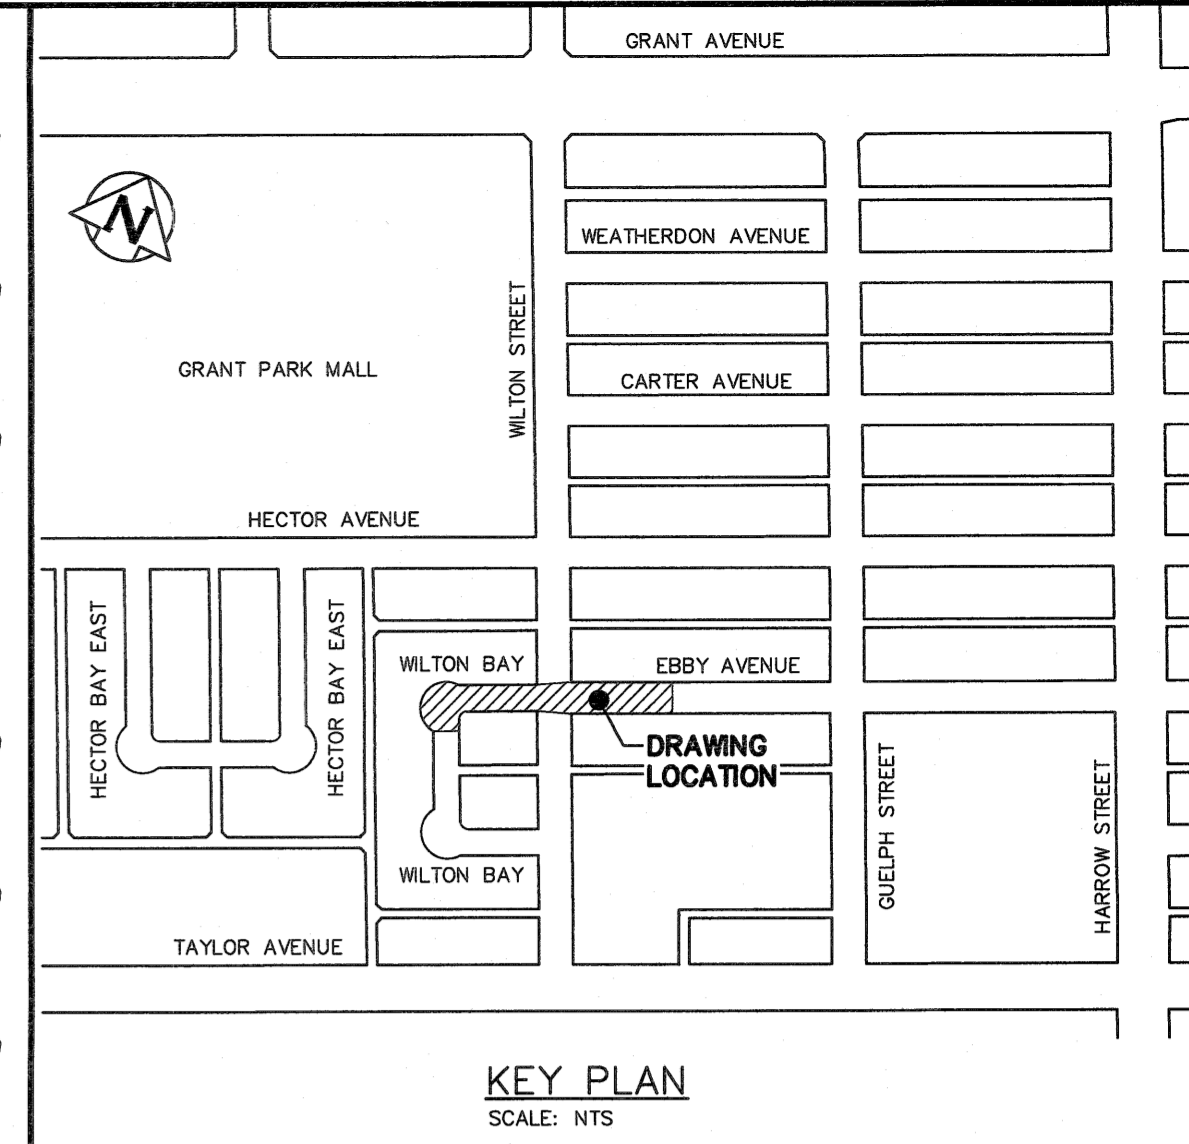 GRANT AVENUE
N
WEATHERDON AVENUE
WILTON STREET
GRANT PARK MALL
CARTER AVENUE
HECTOR AVENUE
HECTOR BAY EAST
HECTOR BAY EAST
WILTON BAY
EBBY AVENUE
DRAWING
LOCATION
GUELPH STREET
HARROW STREET
WILTON BAY
TAYLOR AVENUE
KEY PLAN
SCALE: NTS